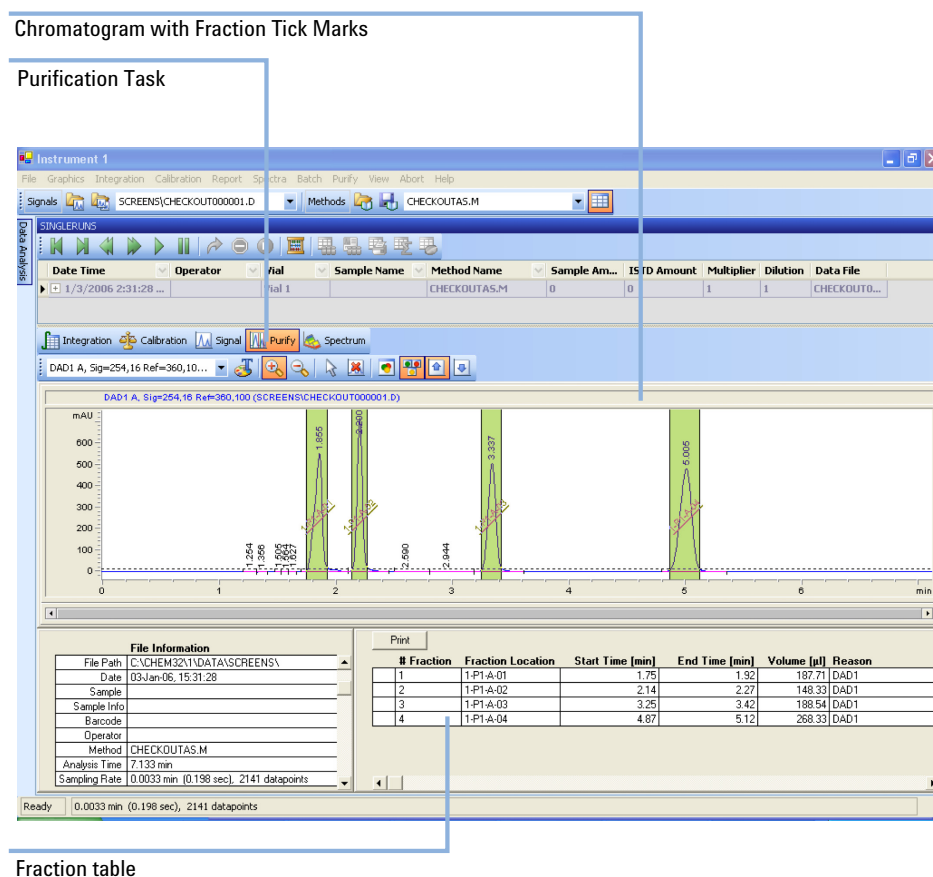 Chromatogram with Fraction Tick Marks
Purification Task
Instrument 1
File Graphics Integration Calibration Report Spectra Batch Purify View Abort Help
Signals SCREENS\CHECKOUT000001.D Methods CHECKOUTAS.M
Data Analysis
SINGLERUNS
Date Time Operator Vial Sample Name Method Name Sample Am... ISTD Amount Multiplier Dilution Data File
1/3/2006 2:31:28 ... Vial 1 CHECKOUTAS.M 0 0 1 1 CHECKOUT0...
Integration Calibration Signal Purify Spectrum
DAD1 A, Sig=254,16 Ref=360,10...
DAD1 A, Sig=254,16 Ref=360,100 (SCREENS\CHECKOUT000001.D)
mAU
600
500
400
300
200
100
0
1.254
1.356
1.505
1.564
1.627
1.855
2.200
2.590
2.944
3.337
5.005
0 1 2 3 4 5 6 min
File Information
File Path C:\CHEM32\1\DATA\SCREENS\
Date 03-Jan-06, 15:31:28
Sample
Sample Info
Barcode
Operator
Method CHECKOUTAS.M
Analysis Time 7.133 min
Sampling Rate 0.0033 min (0.198 sec), 2141 datapoints
Print
# Fraction Fraction Location Start Time [min] End Time [min] Volume [µl] Reason
1 1-P1-A-01 1.75 1.92 187.71 DAD1
2 1-P1-A-02 2.14 2.27 148.33 DAD1
3 1-P1-A-03 3.25 3.42 188.54 DAD1
4 1-P1-A-04 4.87 5.12 268.33 DAD1
Ready 0.0033 min (0.198 sec), 2141 datapoints
Fraction table